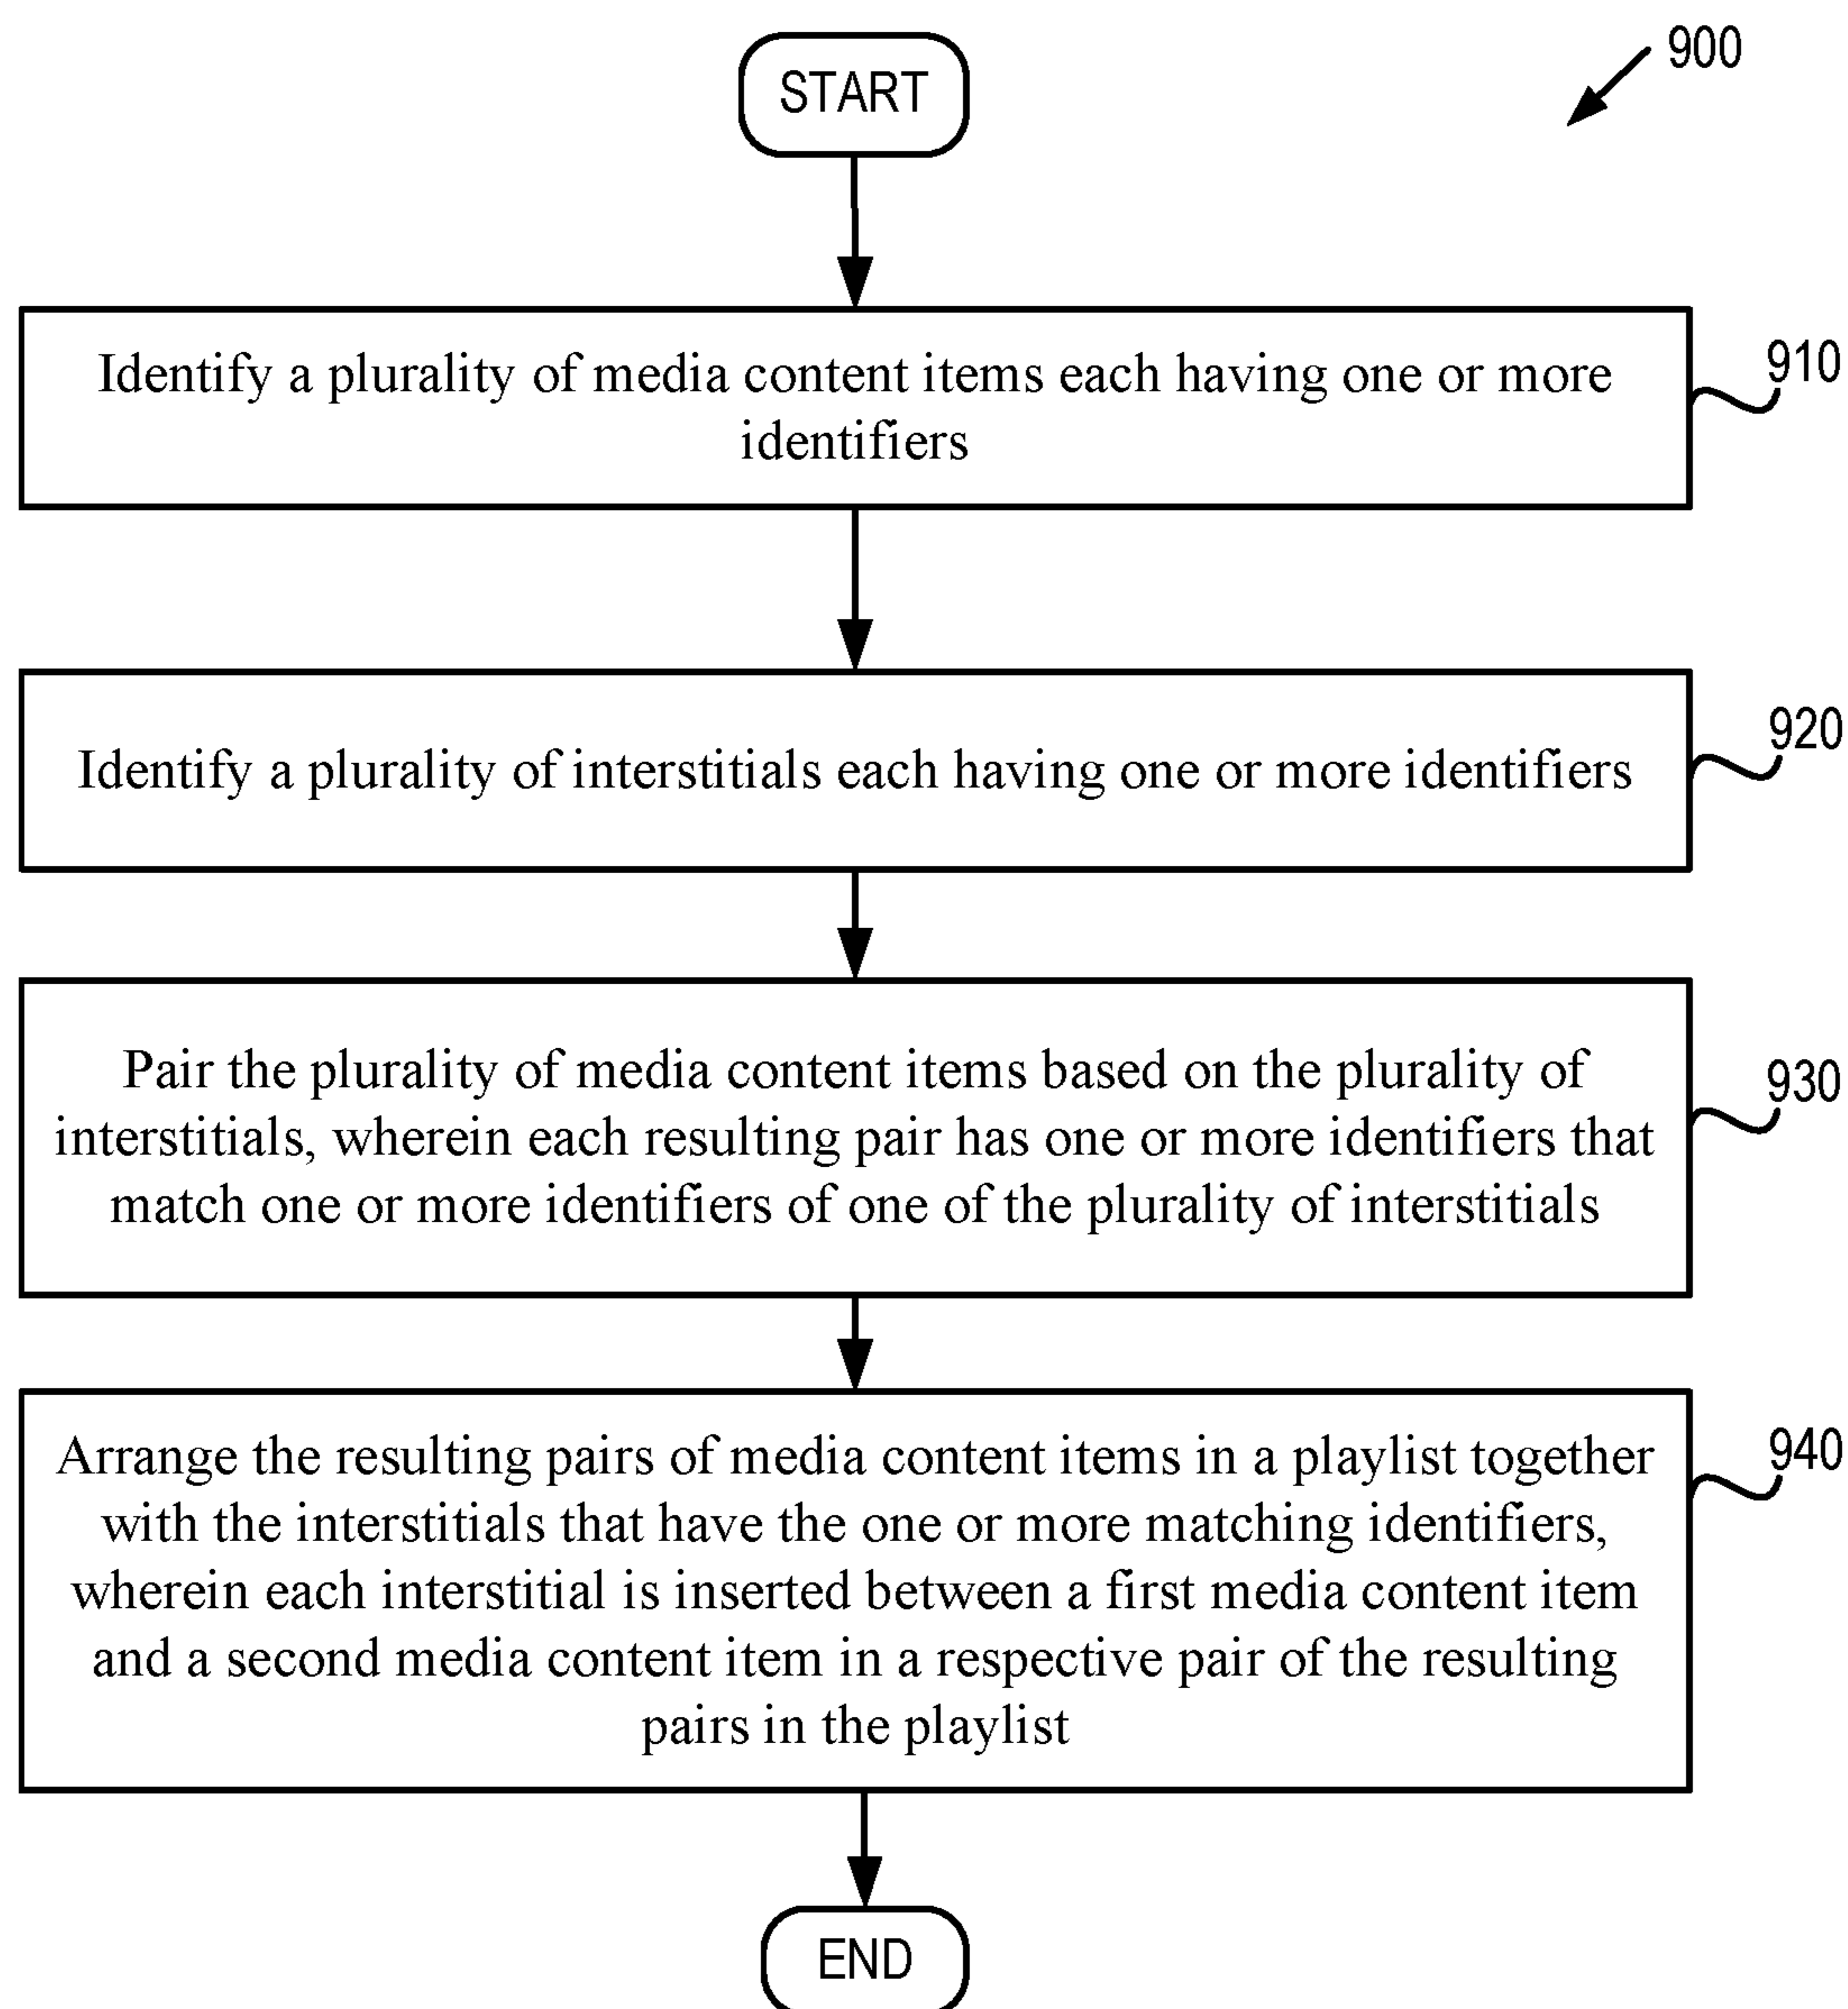 START
900
Identify a plurality of media content items each having one or more
identifiers
910
Identify a plurality of interstitials each having one or more identifiers
920
Pair the plurality of media content items based on the plurality of
interstitials, wherein each resulting pair has one or more identifiers that
match one or more identifiers of one of the plurality of interstitials
930
Arrange the resulting pairs of media content items in a playlist together
with the interstitials that have the one or more matching identifiers,
wherein each interstitial is inserted between a first media content item
and a second media content item in a respective pair of the resulting
pairs in the playlist
940
END